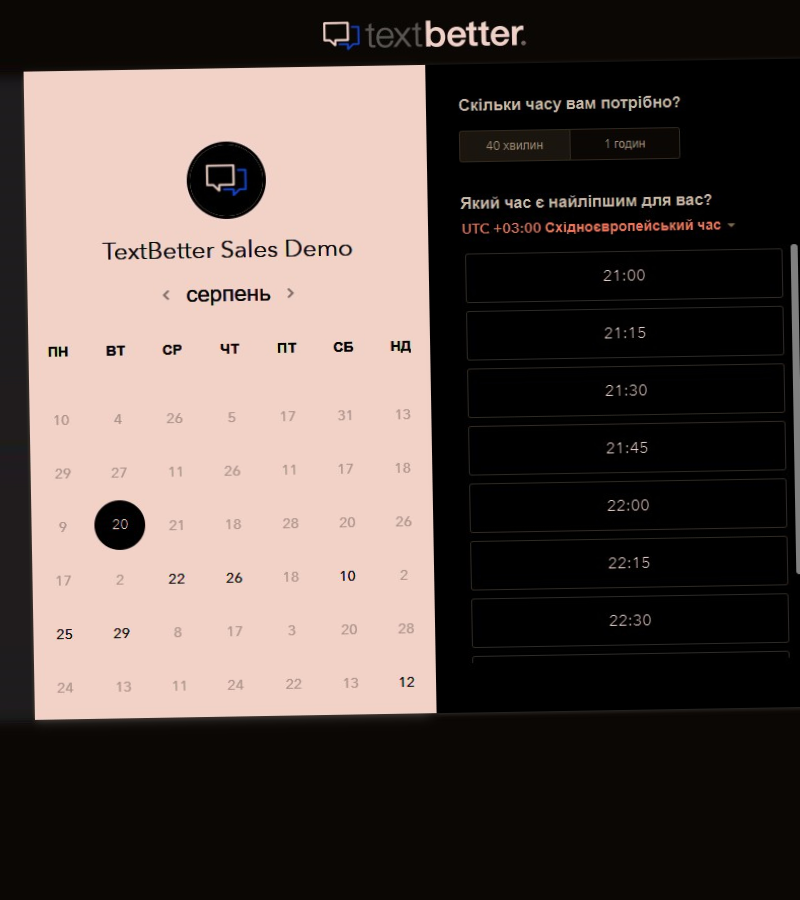 textbetter.
TextBetter Sales Demo
серпень
ПН ВТ СР ЧТ ПТ СБ НД
10 4 26 5 17 31 13
29 27 11 26 11 17 18
9 20 21 18 28 20 26
17 2 22 26 18 10 2
25 29 8 17 3 20 28
24 13 11 24 22 13 12
Скільки часу вам потрібно?
40 хвилин 1 годин
Який час є найліпшим для вас?
UTC +03:00 Східноєвропейський час
21:00
21:15
21:30
21:45
22:00
22:15
22:30